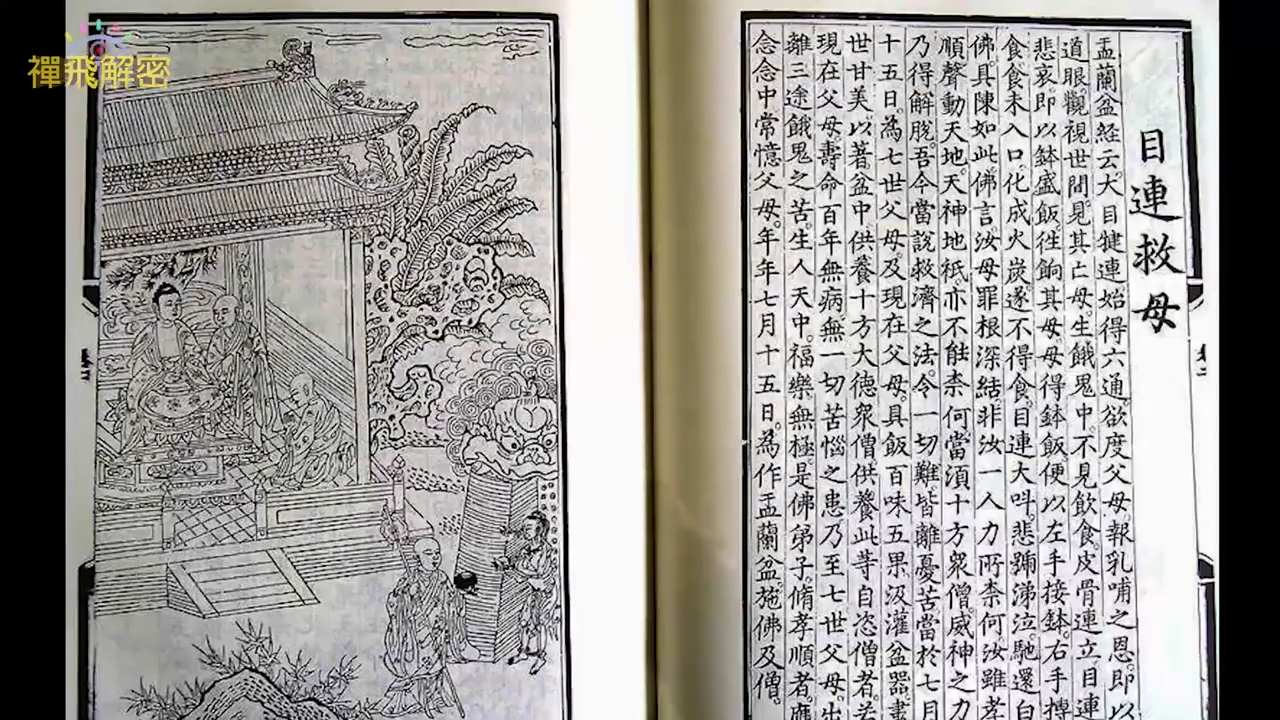 禪飛解密
目連救母
盂蘭盆經云大目犍連始得六通欲度父母報乳哺之恩即以
道眼觀視世間見其亡母生餓鬼中不見飲食皮骨連立目連
悲哀即以鉢盛飯徃餉其母母得鉢飯便以左手接鉢右手摶
食食未入口化成火炭遂不得食目連大呌悲號涕泣馳還白
佛具陳如此佛言汝母罪根深結非汝一人力所柰何汝雖孝
順聲動天地天神地祇亦不能柰何當須十方衆僧威神之力
乃得解脫吾今當說救濟之法令一切難皆離憂苦當於七月
十五日為七世父母及現在父母具飯百味五果汲灌盆器盡
世甘美以著盆中供養十方大德衆僧供養此等自恣僧者若
現在父母壽命百年無病無一切苦惱之患乃至七世父母出
離三途餓鬼之苦生人天中福樂無極是佛弟子脩孝順者應
念念中常憶父母年年七月十五日為作盂蘭盆施佛及僧